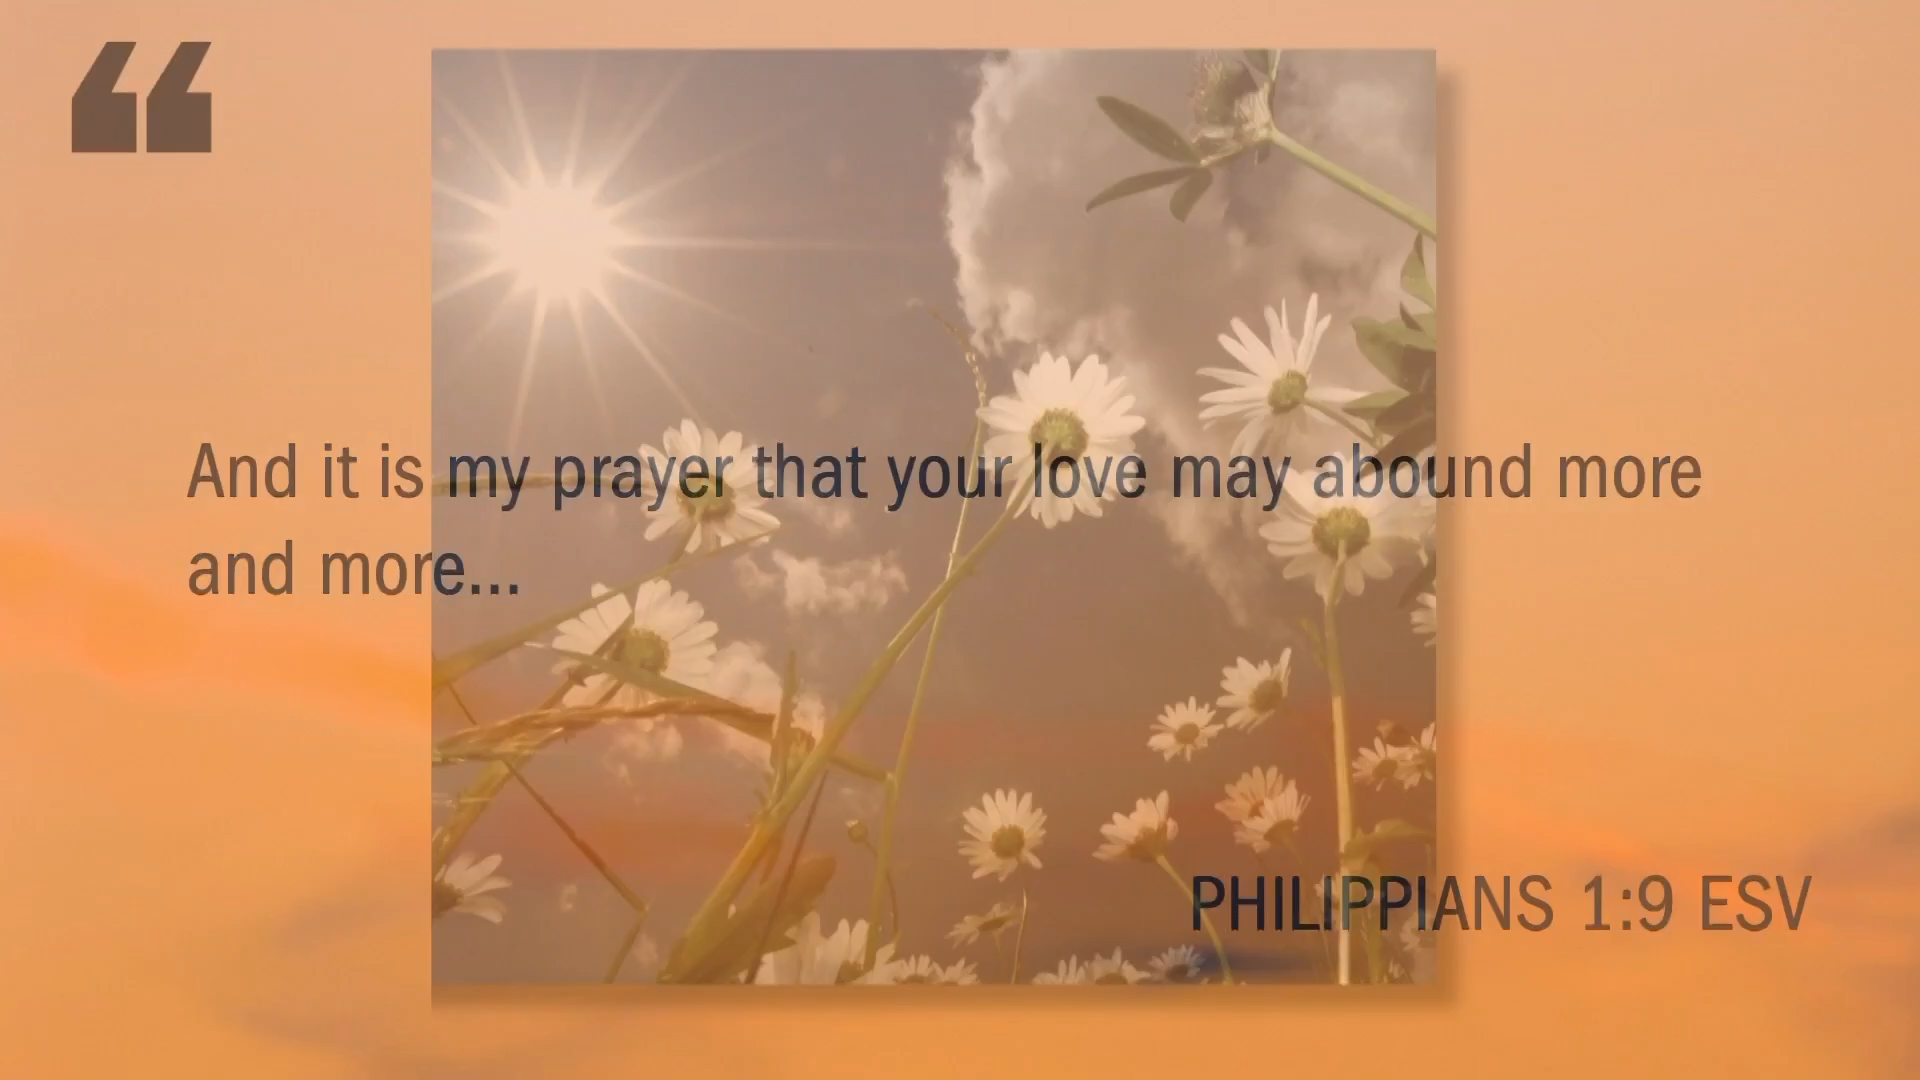 “
And it is my prayer that your love may abound more
and more...
PHILIPPIANS 1:9 ESV